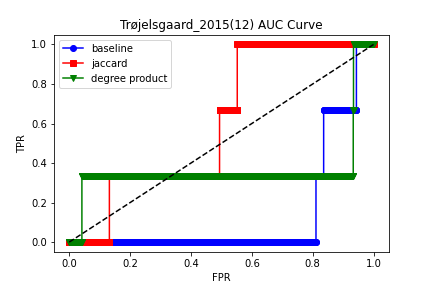 Trøjelsgaard_2015(12) AUC Curve
baseline
jaccard
degree product
TPR
1.0
0.8
0.6
0.4
0.2
0.0
0.0 0.2 0.4 0.6 0.8 1.0
FPR